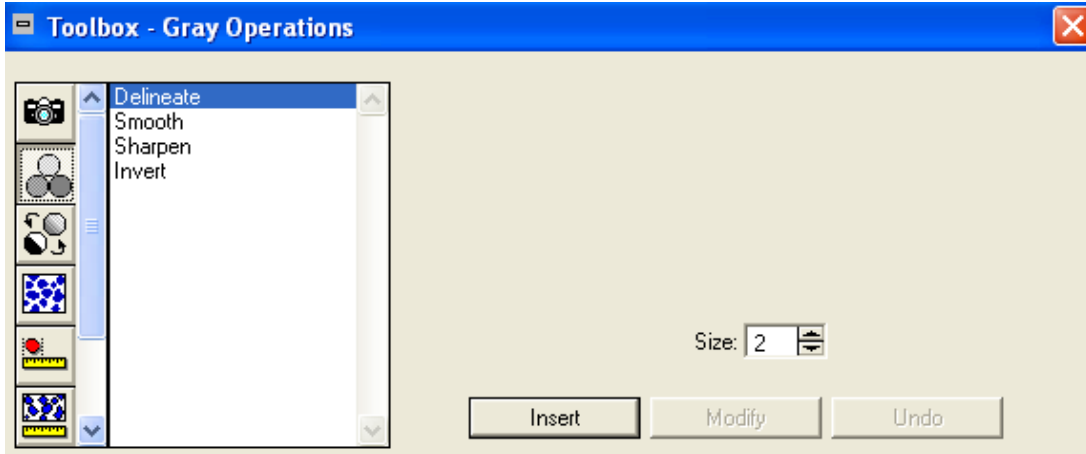 Toolbox - Gray Operations
Delineate
Smooth
Sharpen
Invert
Size: 2
Insert Modify Undo